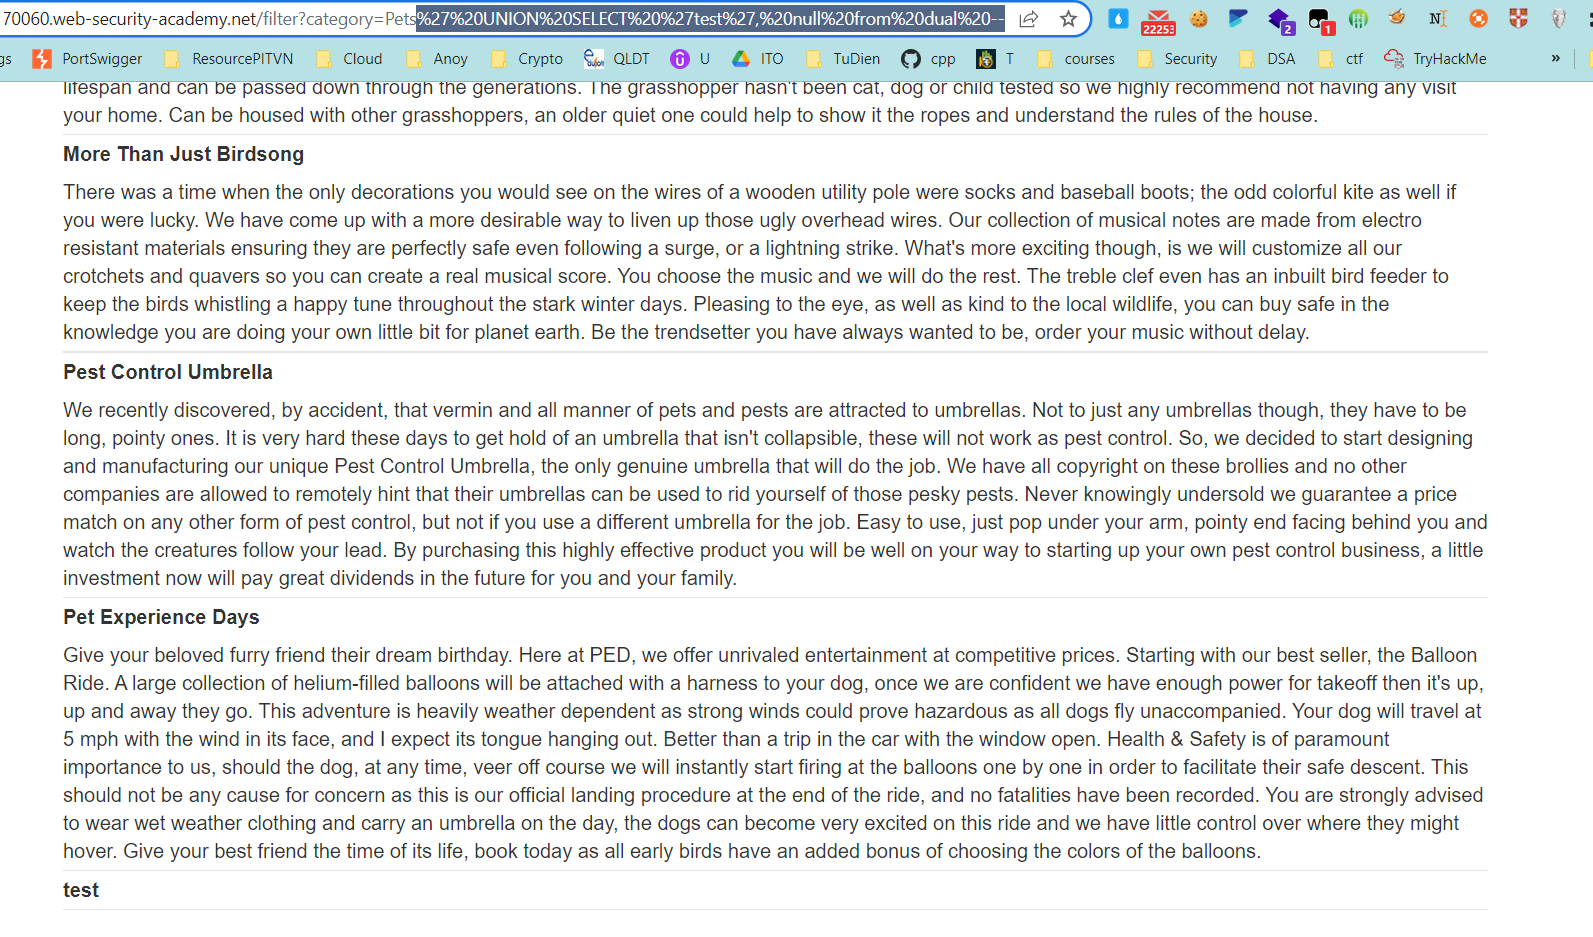 70060.web-security-academy.net/filter?category=Pets%27%20UNION%20SELECT%20%27test%27,%20null%20from%20dual%20--
22253 2 1
gs PortSwigger ResourcePITVN Cloud Anoy Crypto QLDT U ITO TuDien cpp T courses Security DSA ctf TryHackMe »
lifespan and can be passed down through the generations. The grasshopper hasn't been cat, dog or child tested so we highly recommend not having any visit
your home. Can be housed with other grasshoppers, an older quiet one could help to show it the ropes and understand the rules of the house.
More Than Just Birdsong
There was a time when the only decorations you would see on the wires of a wooden utility pole were socks and baseball boots; the odd colorful kite as well if
you were lucky. We have come up with a more desirable way to liven up those ugly overhead wires. Our collection of musical notes are made from electro
resistant materials ensuring they are perfectly safe even following a surge, or a lightning strike. What's more exciting though, is we will customize all our
crotchets and quavers so you can create a real musical score. You choose the music and we will do the rest. The treble clef even has an inbuilt bird feeder to
keep the birds whistling a happy tune throughout the stark winter days. Pleasing to the eye, as well as kind to the local wildlife, you can buy safe in the
knowledge you are doing your own little bit for planet earth. Be the trendsetter you have always wanted to be, order your music without delay.
Pest Control Umbrella
We recently discovered, by accident, that vermin and all manner of pets and pests are attracted to umbrellas. Not to just any umbrellas though, they have to be
long, pointy ones. It is very hard these days to get hold of an umbrella that isn't collapsible, these will not work as pest control. So, we decided to start designing
and manufacturing our unique Pest Control Umbrella, the only genuine umbrella that will do the job. We have all copyright on these brollies and no other
companies are allowed to remotely hint that their umbrellas can be used to rid yourself of those pesky pests. Never knowingly undersold we guarantee a price
match on any other form of pest control, but not if you use a different umbrella for the job. Easy to use, just pop under your arm, pointy end facing behind you and
watch the creatures follow your lead. By purchasing this highly effective product you will be well on your way to starting up your own pest control business, a little
investment now will pay great dividends in the future for you and your family.
Pet Experience Days
Give your beloved furry friend their dream birthday. Here at PED, we offer unrivaled entertainment at competitive prices. Starting with our best seller, the Balloon
Ride. A large collection of helium-filled balloons will be attached with a harness to your dog, once we are confident we have enough power for takeoff then it's up,
up and away they go. This adventure is heavily weather dependent as strong winds could prove hazardous as all dogs fly unaccompanied. Your dog will travel at
5 mph with the wind in its face, and I expect its tongue hanging out. Better than a trip in the car with the window open. Health & Safety is of paramount
importance to us, should the dog, at any time, veer off course we will instantly start firing at the balloons one by one in order to facilitate their safe descent. This
should not be any cause for concern as this is our official landing procedure at the end of the ride, and no fatalities have been recorded. You are strongly advised
to wear wet weather clothing and carry an umbrella on the day, the dogs can become very excited on this ride and we have little control over where they might
hover. Give your best friend the time of its life, book today as all early birds have an added bonus of choosing the colors of the balloons.
test